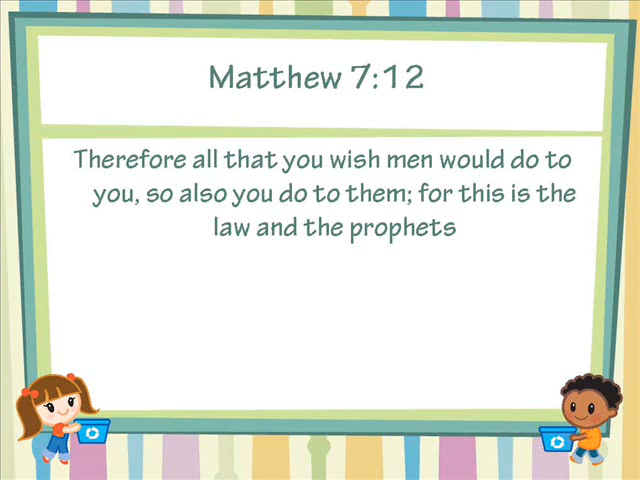 Matthew 7:12
Therefore all that you wish men would do to
you, so also you do to them; for this is the
law and the prophets